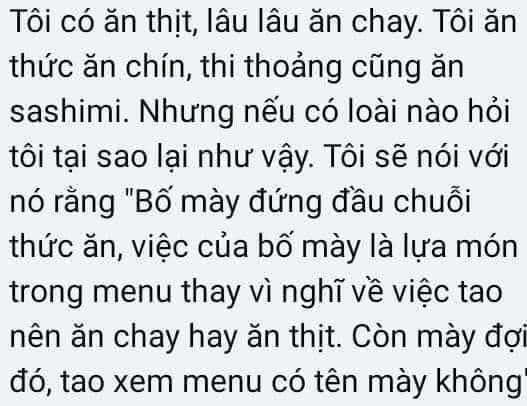 Tôi có ăn thịt, lâu lâu ăn chay. Tôi ăn
thức ăn chín, thi thoảng cũng ăn
sashimi. Nhưng nếu có loài nào hỏi
tôi tại sao lại như vậy. Tôi sẽ nói với
nó rằng "Bố mày đứng đầu chuỗi
thức ăn, việc của bố mày là lựa món
trong menu thay vì nghĩ về việc tao
nên ăn chay hay ăn thịt. Còn mày đợi
đó, tao xem menu có tên mày không"